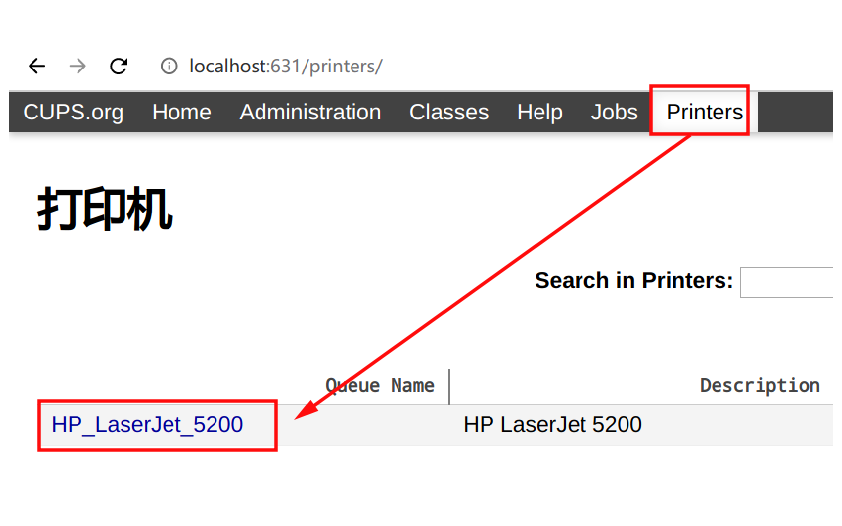 localhost:631/printers/
CUPS.org Home Administration Classes Help Jobs Printers
打印机
Search in Printers:
Queue Name Description
HP_LaserJet_5200 HP LaserJet 5200